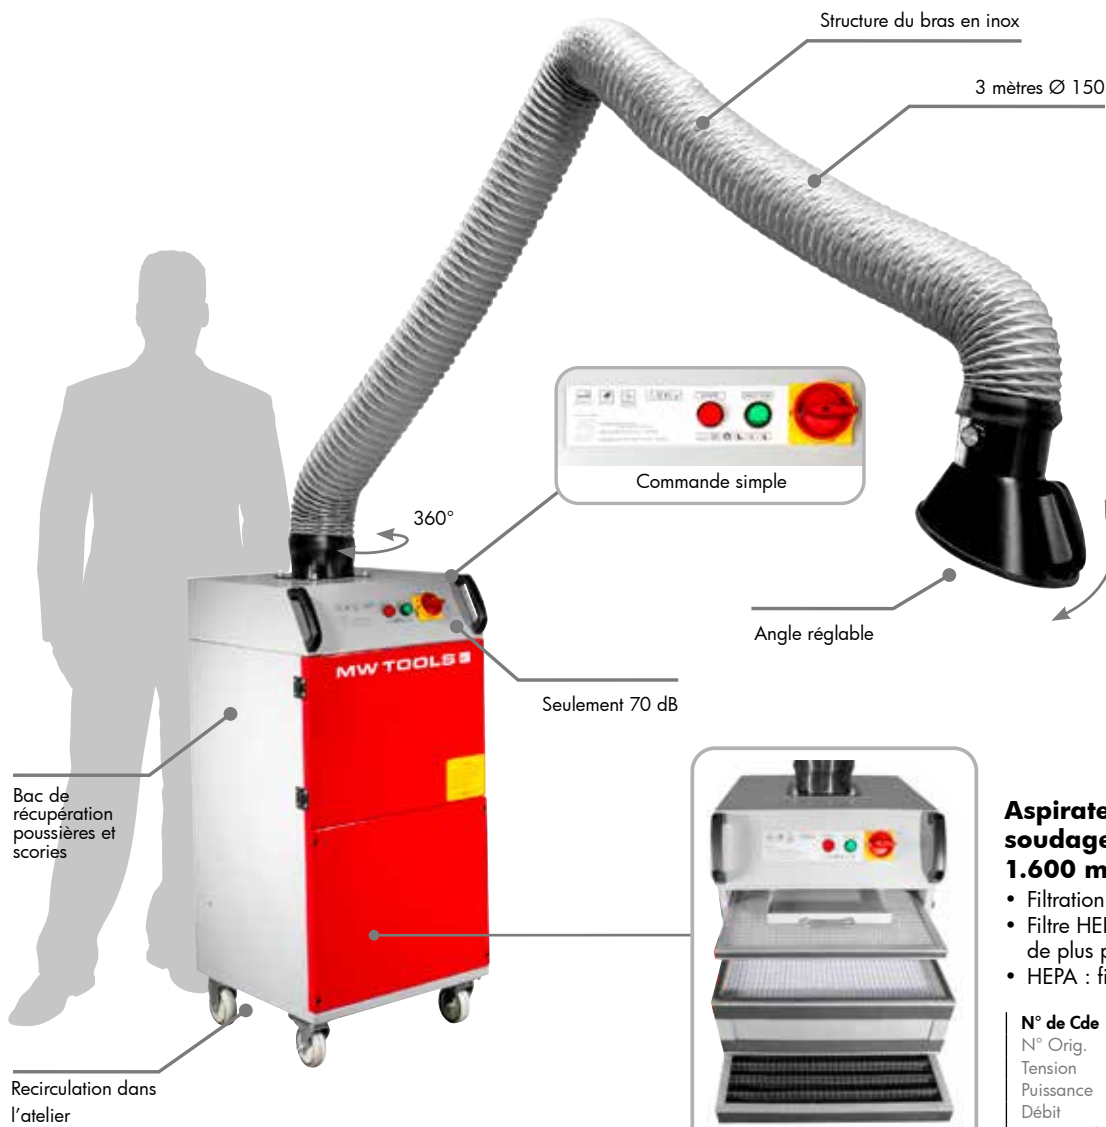 Structure du bras en inox
3 mètres Ø 150
Commande simple
360°
Angle réglable
MW TOOLS
Seulement 70 dB
Bac de
récupération
poussières et
scories
Recirculation dans
l'atelier
soudage
1.600 m
• Filtration
• Filtre HE
de plus p
• HEPA : fi
N° de Cde
N° Orig.
Tension
Puissance
Débit